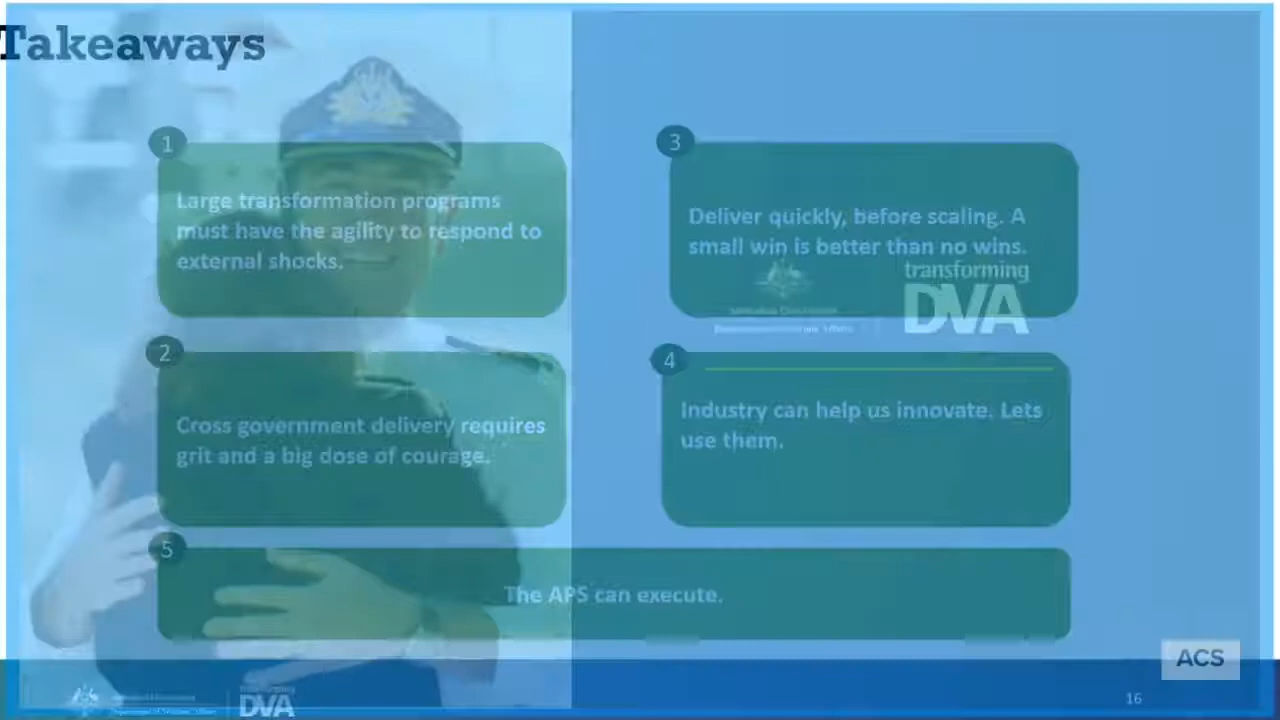 Takeaways
1
Large transformation programs
must have the agility to respond to
external shocks.
2
Cross government delivery requires
grit and a big dose of courage.
3
Deliver quickly, before scaling. A
small win is better than no wins.
transforming
DVA
4
Industry can help us innovate. Lets
use them.
5
The APS can execute.
ACS
transforming
DVA
16